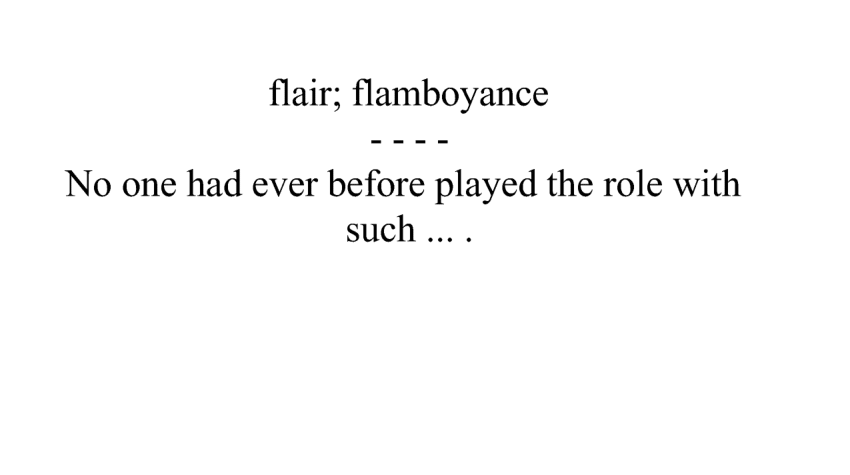 flair; flamboyance
- - - -
No one had ever before played the role with
such ... .